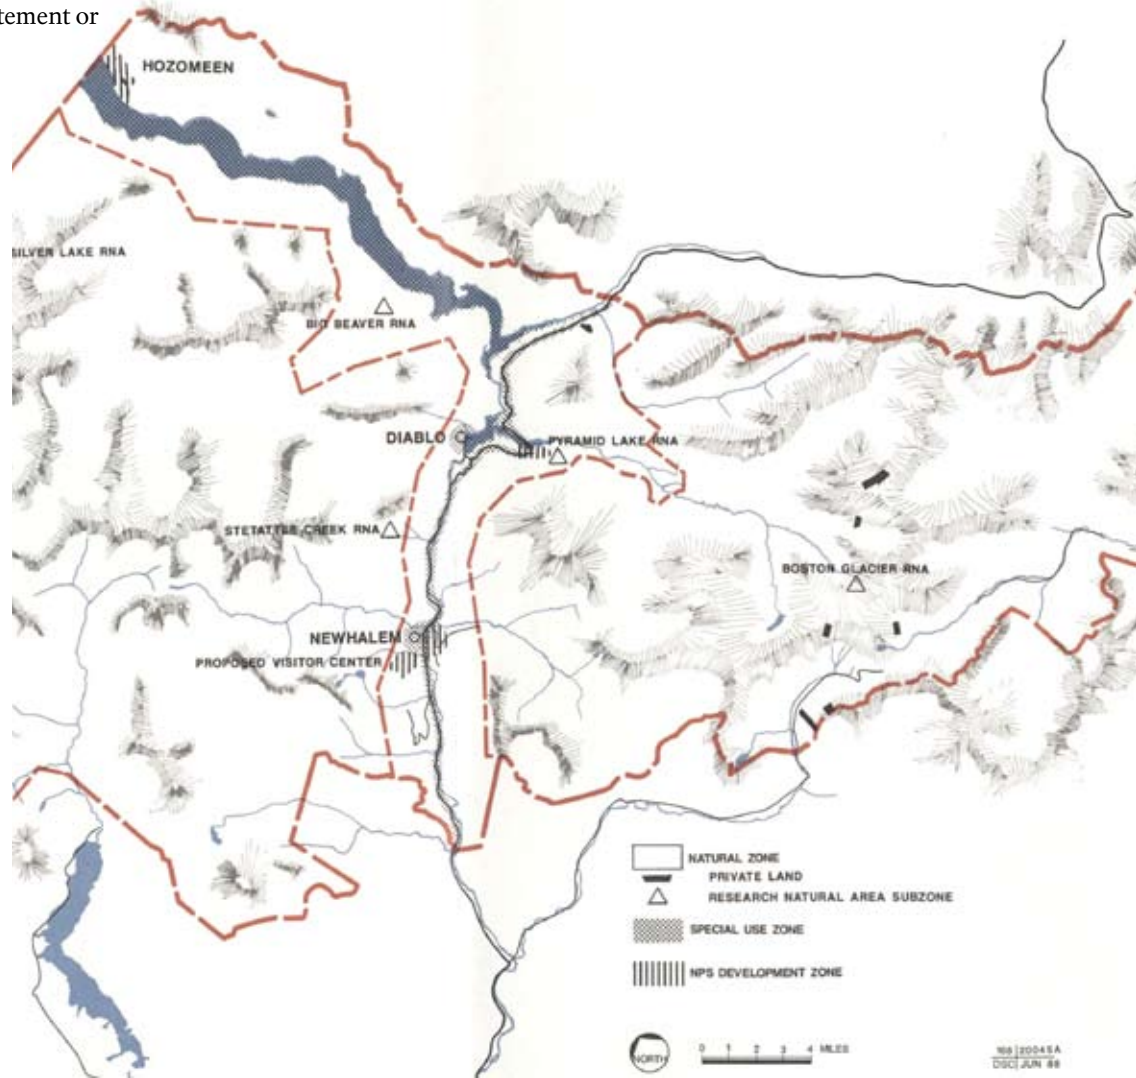 tement or
HOZOMEEN
SILVER LAKE RNA
BIG BEAVER RNA
DIABLO
PYRAMID LAKE RNA
STETATTLE CREEK RNA
BOSTON GLACIER RNA
NEWHALEM
PROPOSED VISITOR CENTER
NATURAL ZONE
PRIVATE LAND
RESEARCH NATURAL AREA SUBZONE
SPECIAL USE ZONE
NPS DEVELOPMENT ZONE
NORTH
0 1 2 3 4 MILES
168 20045A
DSC JUN 88